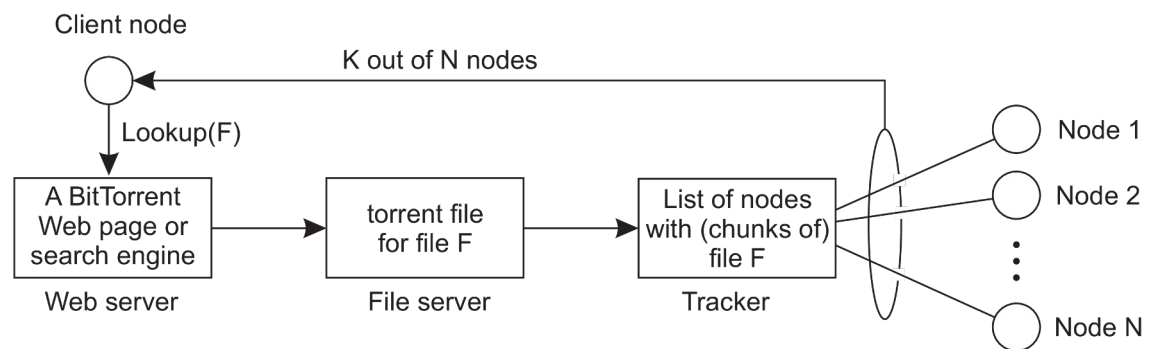 Client node
K out of N nodes
Lookup(F)
A BitTorrent
Web page or
search engine
Web server
torrent file
for file F
File server
List of nodes
with (chunks of)
file F
Tracker
Node 1
Node 2
Node N